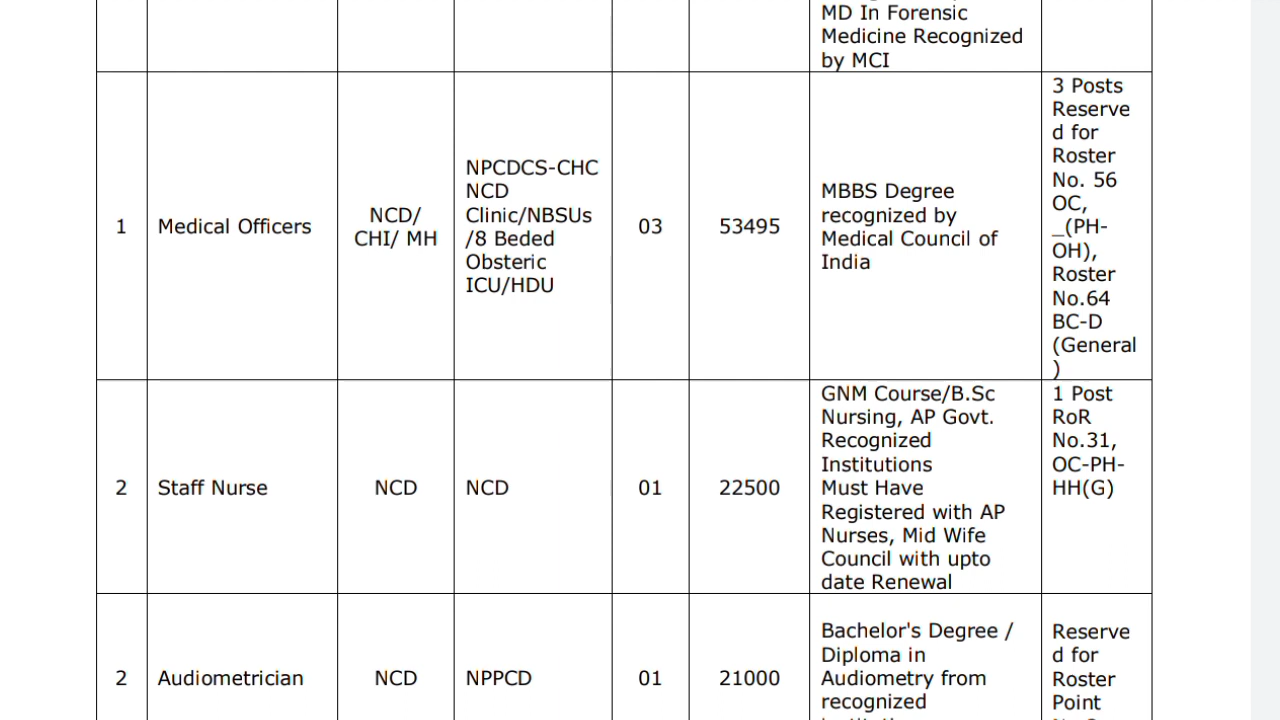 MD In Forensic
Medicine Recognized
by MCI
1
Medical Officers
NCD/
CHI/ MH
NPCDCS-CHC
NCD
Clinic/NBSUs
/8 Beded
Obsteric
ICU/HDU
03
53495
MBBS Degree
recognized by
Medical Council of
India
3 Posts
Reserve
d for
Roster
No. 56
OC,
_(PH-
OH),
Roster
No.64
BC-D
(General
)
2
Staff Nurse
NCD
NCD
01
22500
GNM Course/B.Sc
Nursing, AP Govt.
Recognized
Institutions
Must Have
Registered with AP
Nurses, Mid Wife
Council with upto
date Renewal
1 Post
RoR
No.31,
OC-PH-
HH(G)
2
Audiometrician
NCD
NPPCD
01
21000
Bachelor's Degree /
Diploma in
Audiometry from
recognized
Reserve
d for
Roster
Point